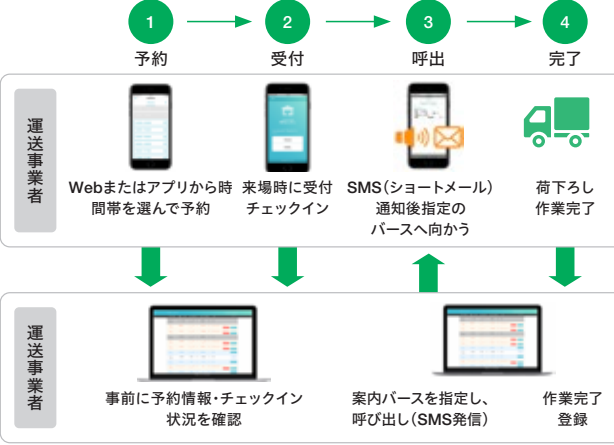 1
2
3
4
予約
受付
呼出
完了
運送事業者
Webまたはアプリから時
間帯を選んで予約
来場時に受付
チェックイン
SMS（ショートメール）
通知後指定の
バースへ向かう
荷下ろし
作業完了
運送事業者
事前に予約情報・チェックイン
状況を確認
案内バースを指定し、
呼び出し（SMS発信）
作業完了
登録